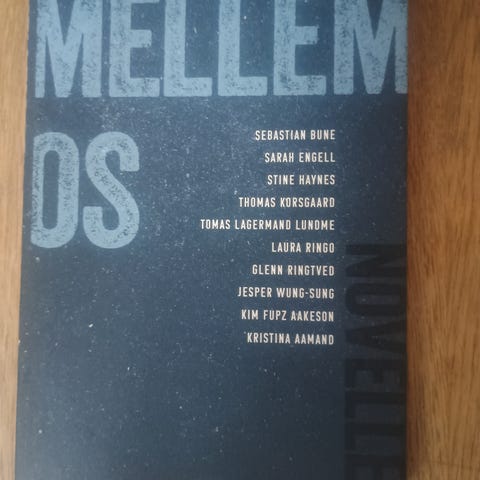 MELLEM
OS
SEBASTIAN BUNE
SARAH ENGELL
STINE HAYNES
THOMAS KORSGAARD
TOMAS LAGERMAND LUNDME
LAURA RINGO
GLENN RINGTVED
JESPER WUNG-SUNG
KIM FUPZ AAKESON
KRISTINA AAMAND
NOVELLE